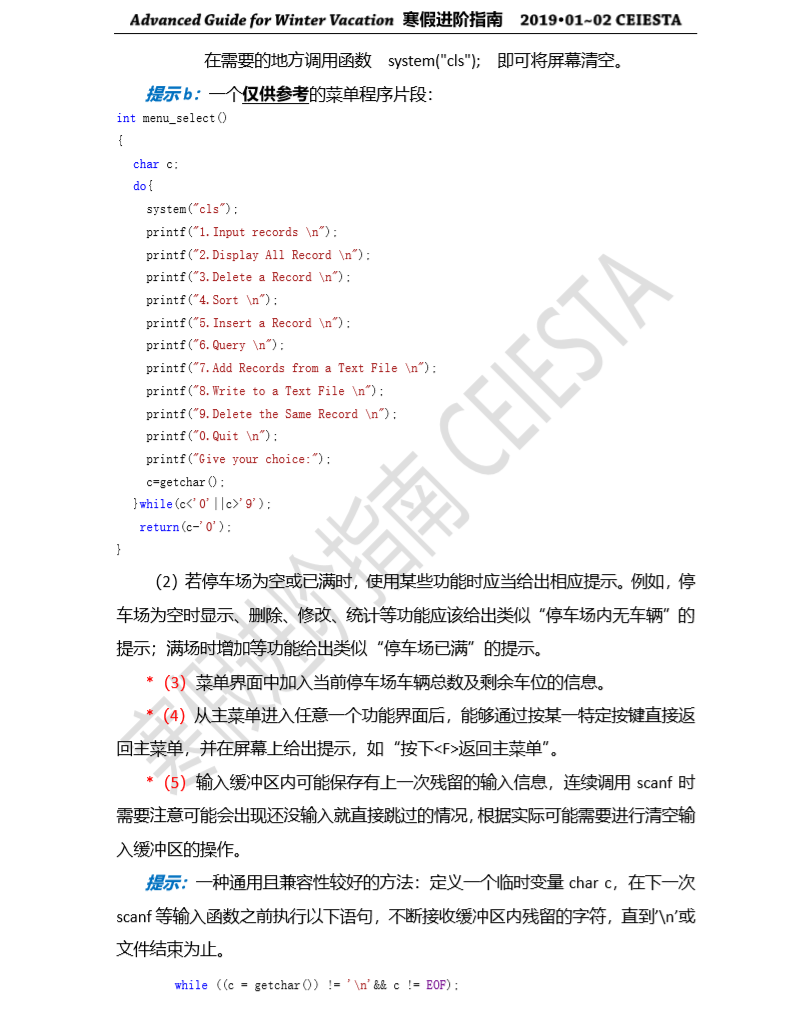 Advanced Guide for Winter Vacation 寒假进阶指南 2019•01~02 CEIESTA
在需要的地方调用函数 system("cls"); 即可将屏幕清空。
提示 b：一个仅供参考的菜单程序片段：
int menu_select()
{
char c;
do{
system("cls");
printf("1.Input records \n");
printf("2.Display All Record \n");
printf("3.Delete a Record \n");
printf("4.Sort \n");
printf("5.Insert a Record \n");
printf("6.Query \n");
printf("7.Add Records from a Text File \n");
printf("8.Write to a Text File \n");
printf("9.Delete the Same Record \n");
printf("0.Quit \n");
printf("Give your choice:");
c=getchar();
}while(c<'0'||c>'9');
return(c-'0');
}
（2）若停车场为空或已满时，使用某些功能时应当给出相应提示。例如，停
车场为空时显示、删除、修改、统计等功能应该给出类似“停车场内无车辆”的
提示；满场时增加等功能给出类似“停车场已满”的提示。
*（3）菜单界面中加入当前停车场车辆总数及剩余车位的信息。
*（4）从主菜单进入任意一个功能界面后，能够通过按某一特定按键直接返
回主菜单，并在屏幕上给出提示，如“按下<F>返回主菜单”。
*（5）输入缓冲区内可能保存有上一次残留的输入信息，连续调用 scanf 时
需要注意可能会出现还没输入就直接跳过的情况，根据实际可能需要进行清空输
入缓冲区的操作。
提示：一种通用且兼容性较好的方法：定义一个临时变量 char c，在下一次
scanf 等输入函数之前执行以下语句，不断接收缓冲区内残留的字符，直到'\n'或
文件结束为止。
while ((c = getchar()) != '\n'&& c != EOF);
寒假进阶指南 CEIESTA